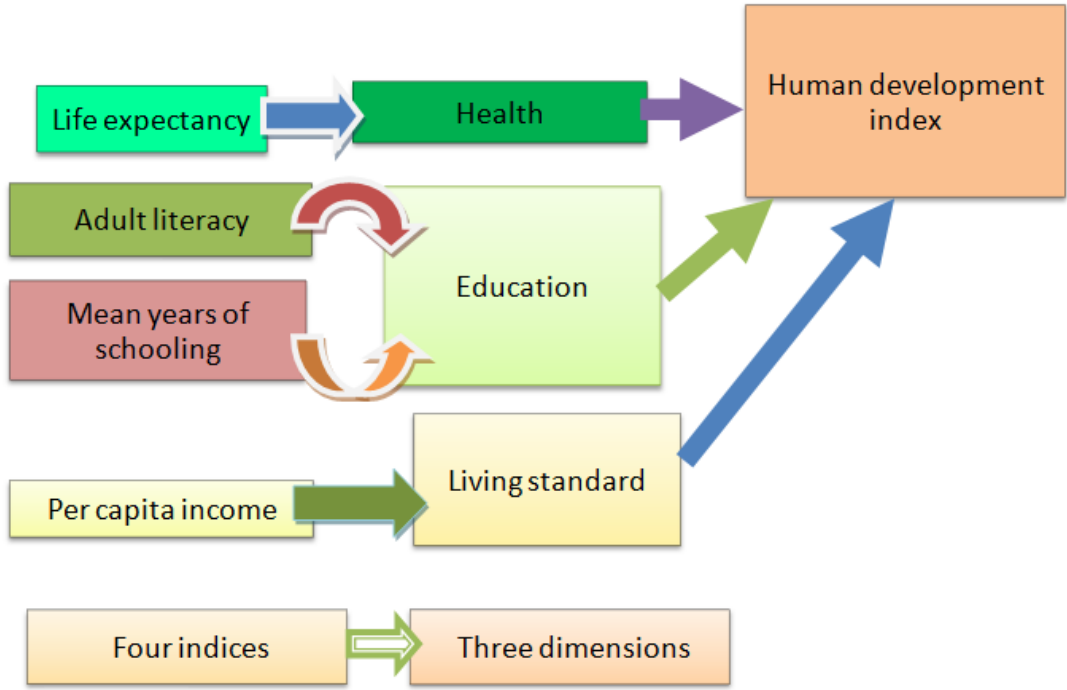 Life expectancy
Health
Human development
index
Adult literacy
Education
Mean years of
schooling
Living standard
Per capita income
Four indices
Three dimensions